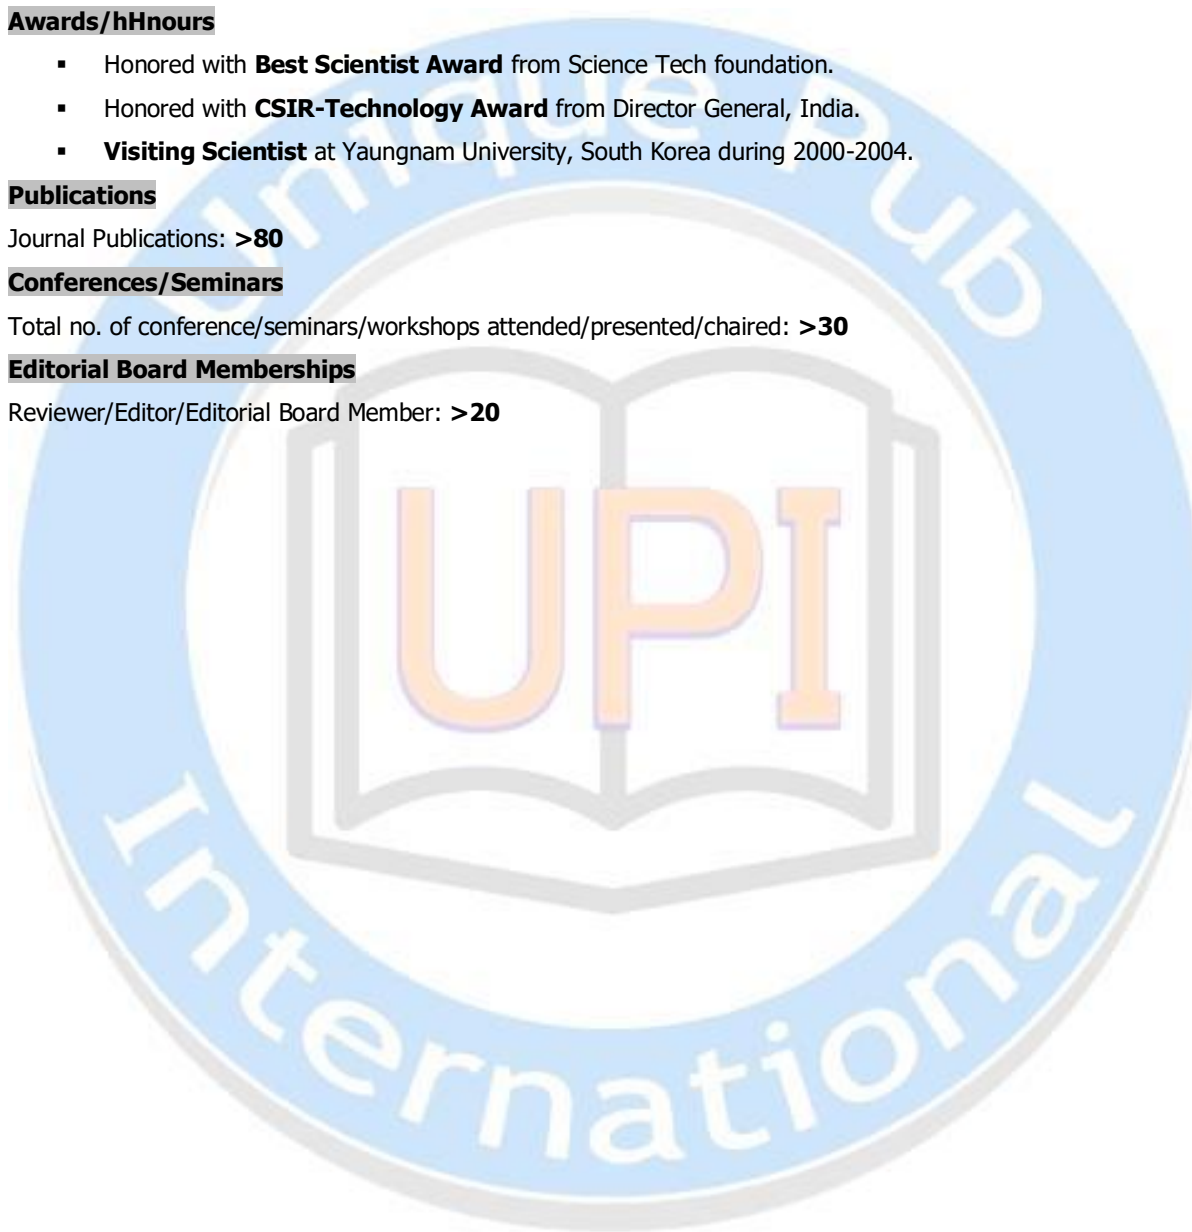 Awards/hHnours
▪ Honored with Best Scientist Award from Science Tech foundation.
▪ Honored with CSIR-Technology Award from Director General, India.
▪ Visiting Scientist at Yaungnam University, South Korea during 2000-2004.
Publications
Journal Publications: >80
Conferences/Seminars
Total no. of conference/seminars/workshops attended/presented/chaired: >30
Editorial Board Memberships
Reviewer/Editor/Editorial Board Member: >20
Unique Pub
UPI
International